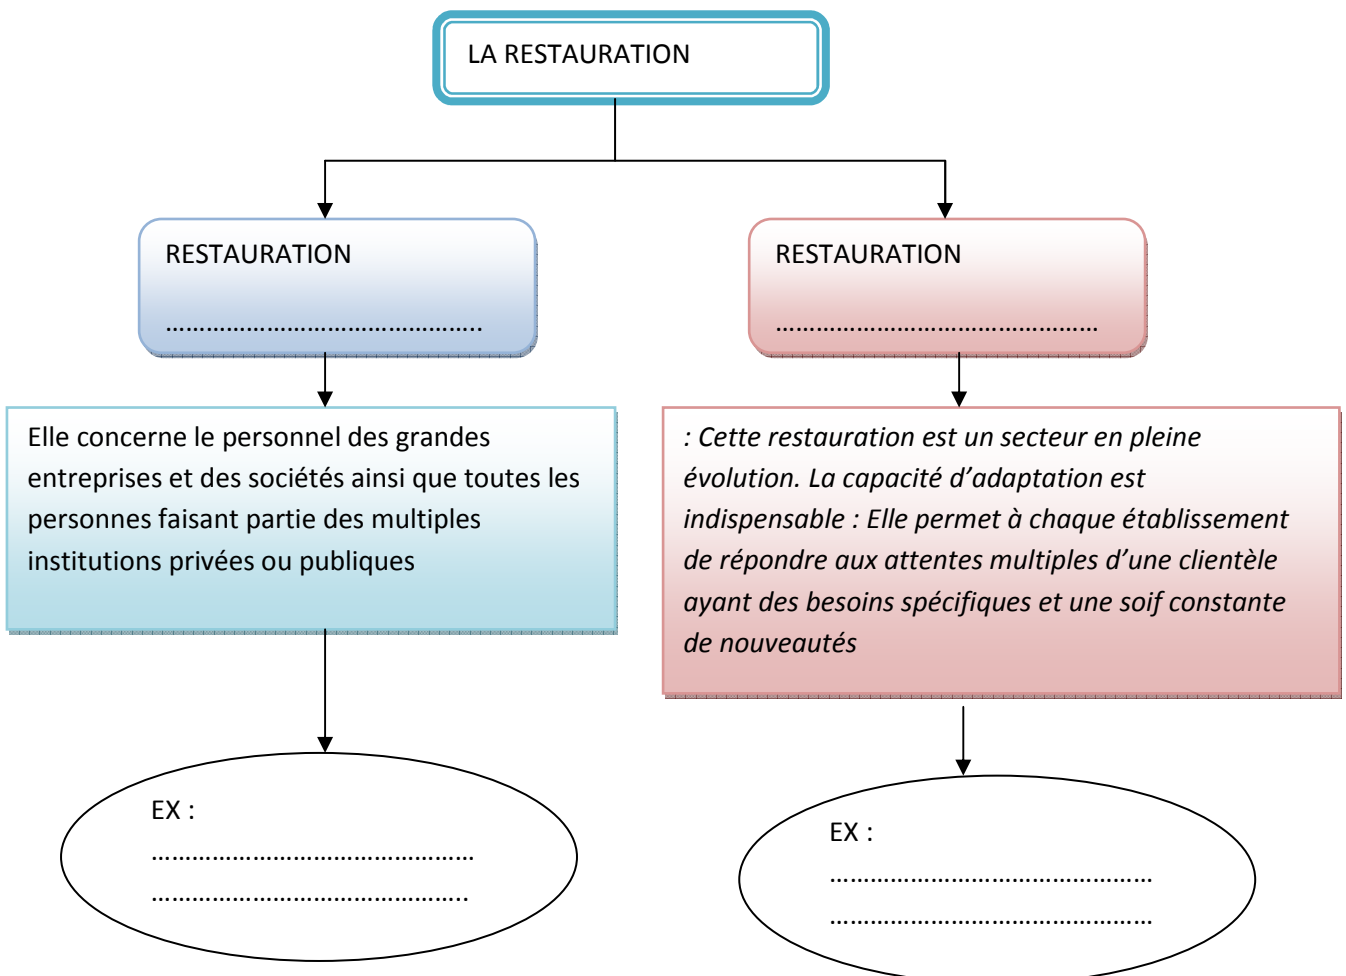 LA RESTAURATION
RESTAURATION
……………………………………..
RESTAURATION
………………………………………
Elle concerne le personnel des grandes
entreprises et des sociétés ainsi que toutes les
personnes faisant partie des multiples
institutions privées ou publiques
: Cette restauration est un secteur en pleine
évolution. La capacité d’adaptation est
indispensable : Elle permet à chaque établissement
de répondre aux attentes multiples d’une clientèle
ayant des besoins spécifiques et une soif constante
de nouveautés
EX :
………………………………………
……………………………………..
EX :
………………………………………
………………………………………